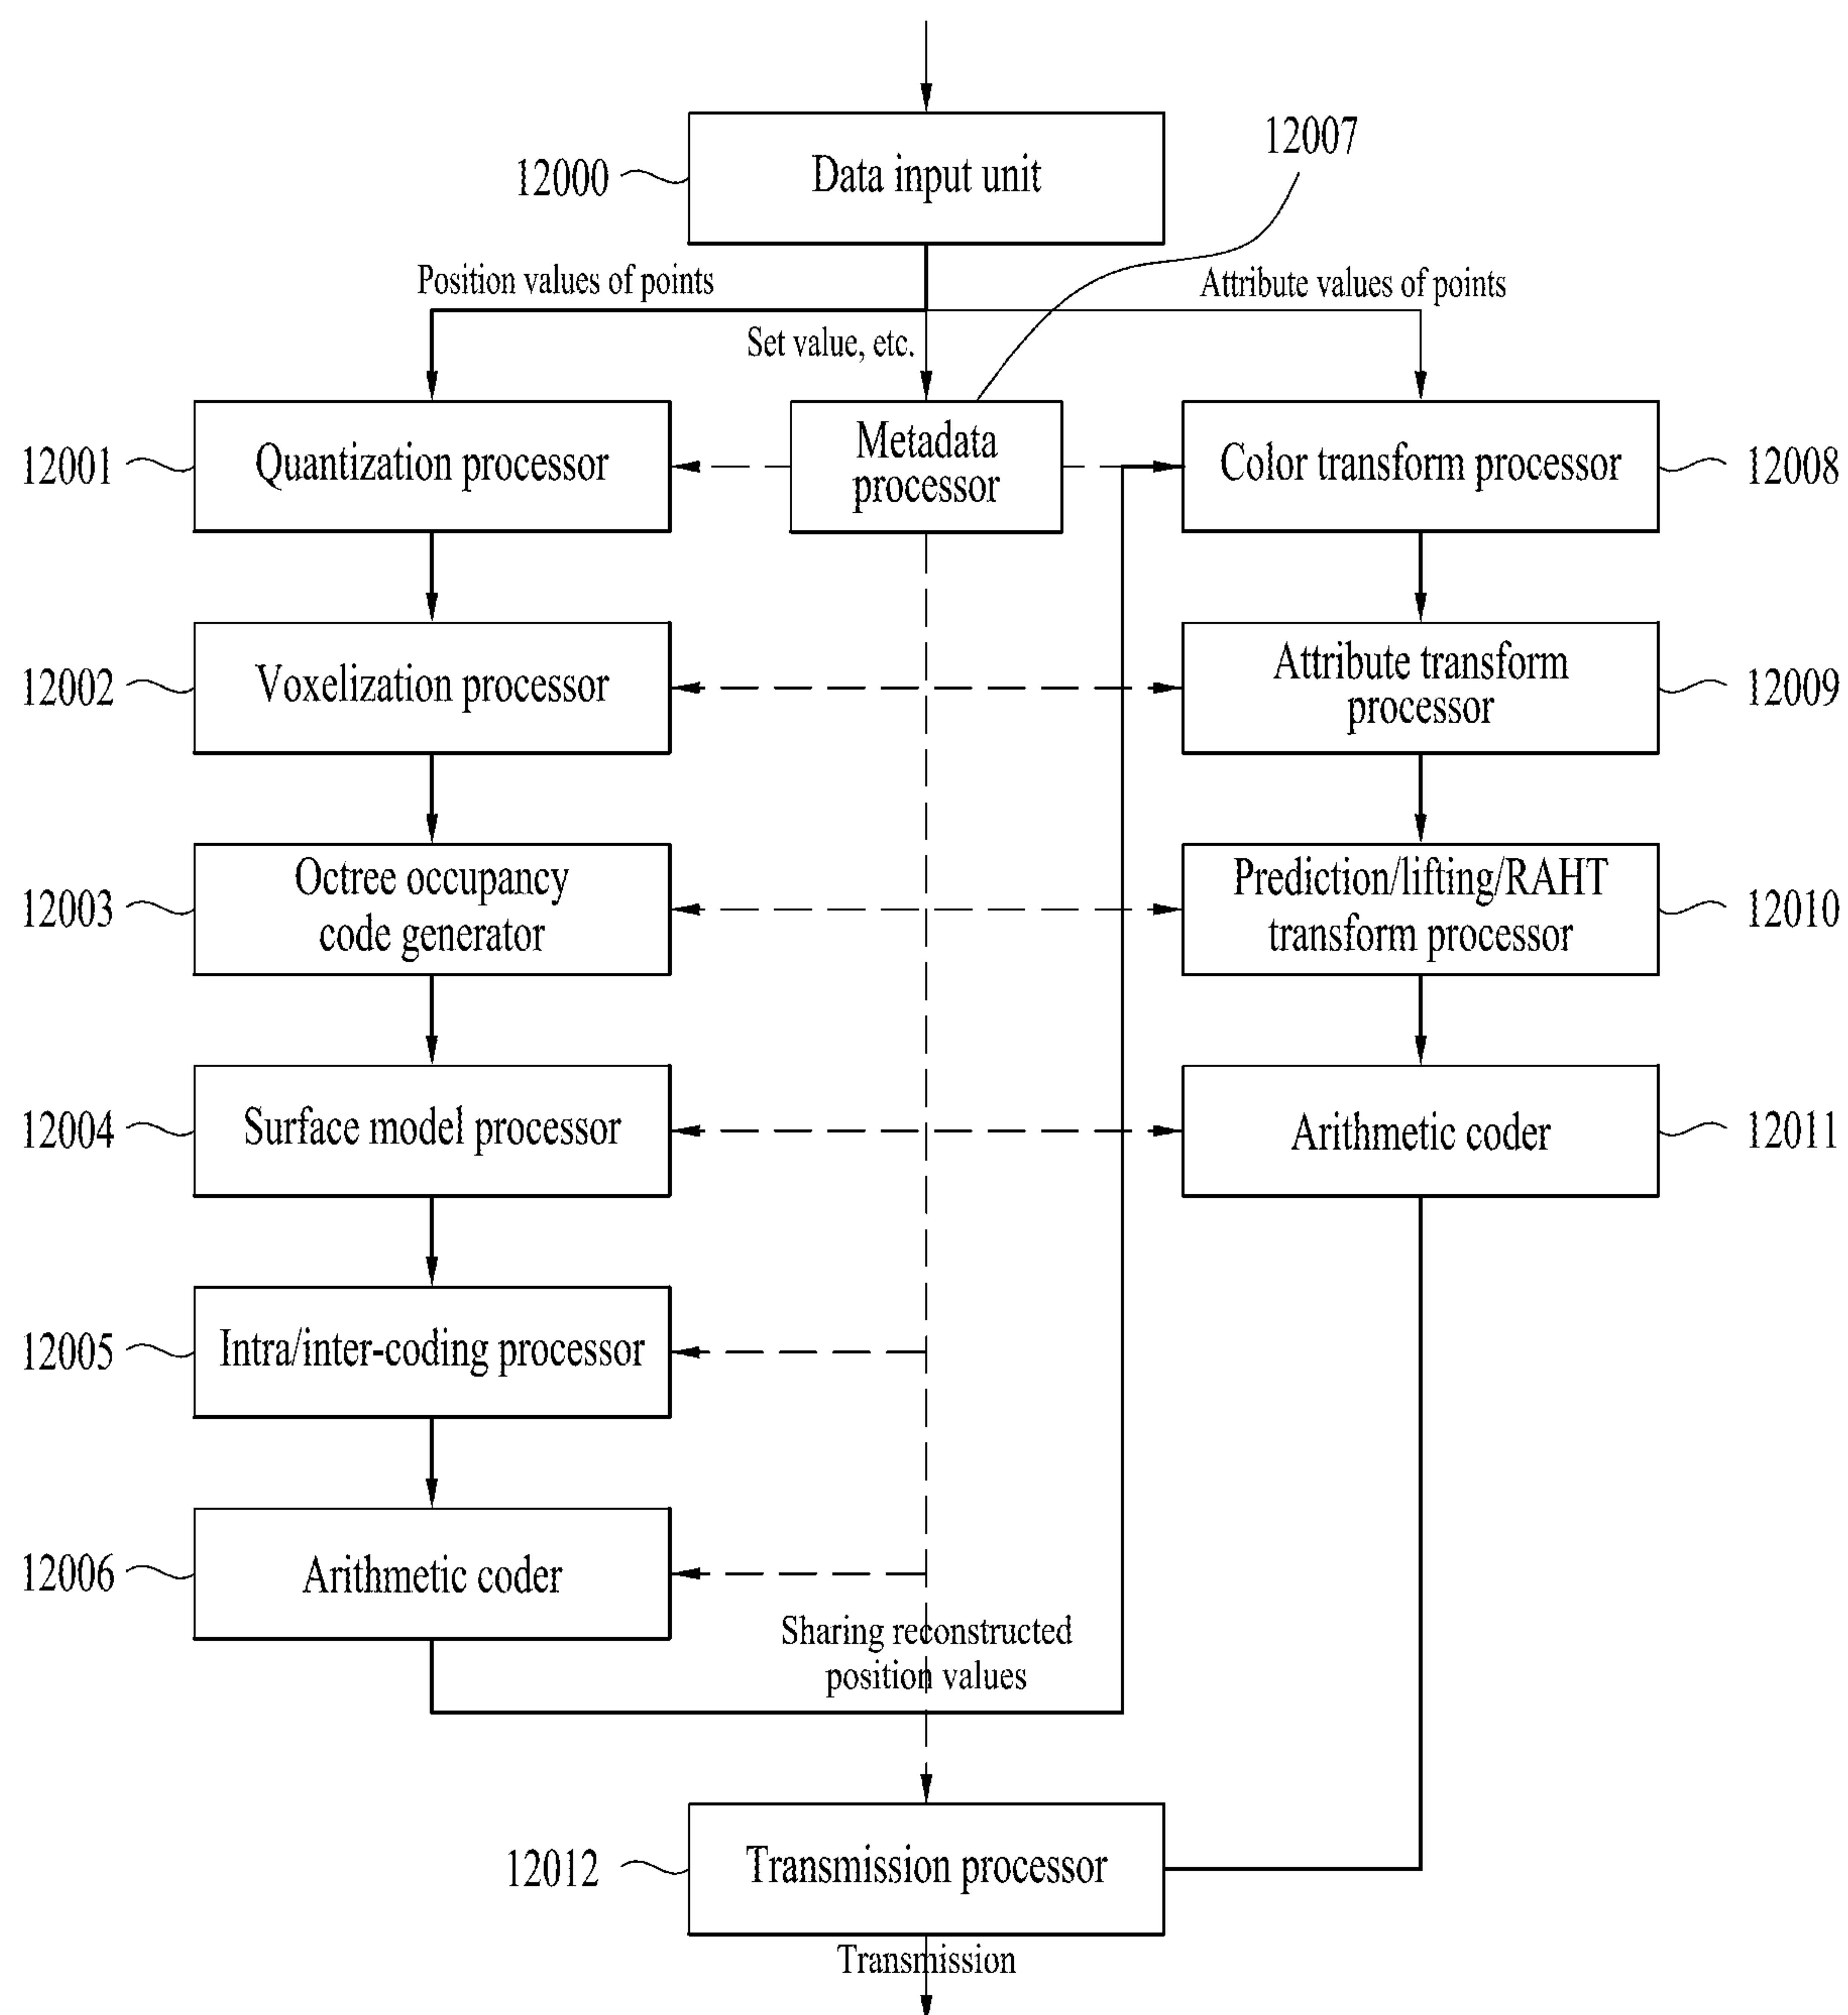 12007
12000
Data input unit
Position values of points
Attribute values of points
Set value, etc.
12001
Quantization processor
Metadata
processor
Color transform processor
12008
12002
Voxelization processor
Attribute transform
processor
12009
12003
Octree occupancy
code generator
Prediction/lifting/RAHT
transform processor
12010
12004
Surface model processor
Arithmetic coder
12011
12005
Intra/inter-coding processor
12006
Arithmetic coder
Sharing reconstructed
position values
12012
Transmission processor
Transmission